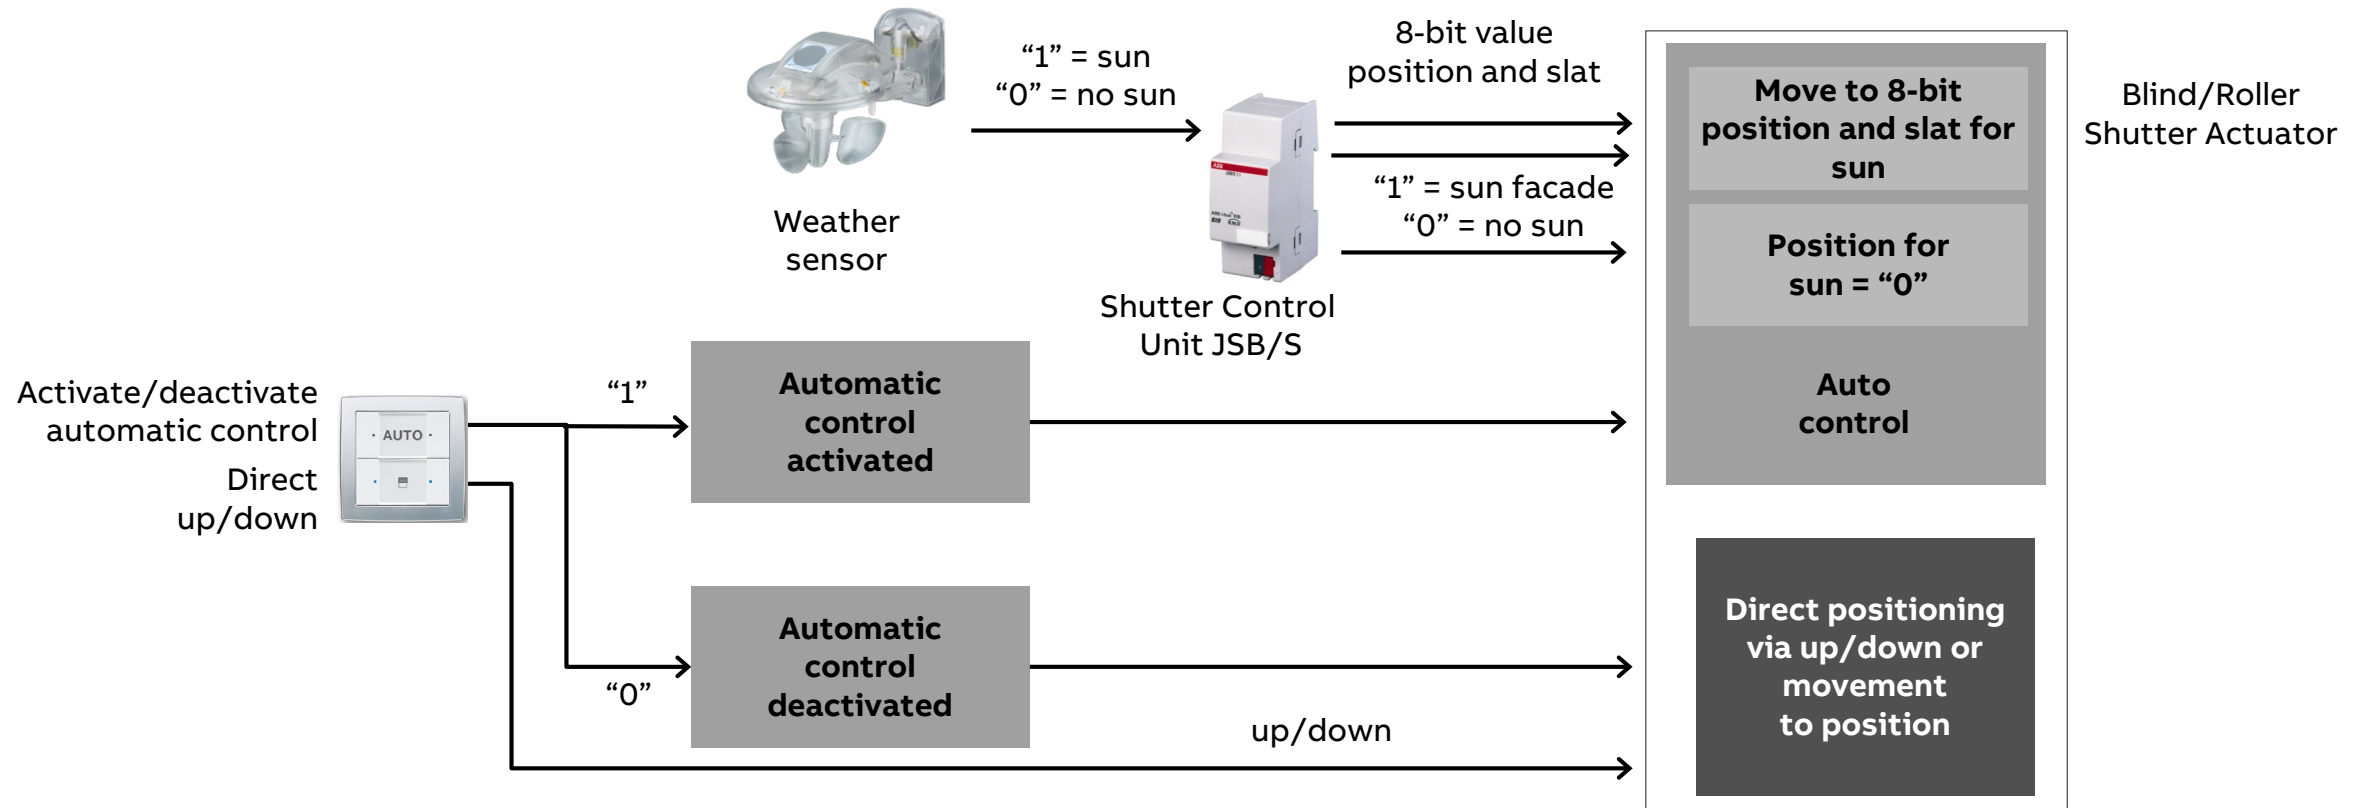 “1” = sun
“0” = no sun
8-bit value
position and slat
Move to 8-bit
position and slat for
sun
Blind/Roller
Shutter Actuator
ABB
“1” = sun facade
“0” = no sun
Weather
sensor
Position for
sun = “0”
Shutter Control
Unit JSB/S
Activate/deactivate
automatic control
Direct
up/down
AUTO
“1”
Automatic
control
activated
Auto
control
“0”
Automatic
control
deactivated
up/down
Direct positioning
via up/down or
movement
to position